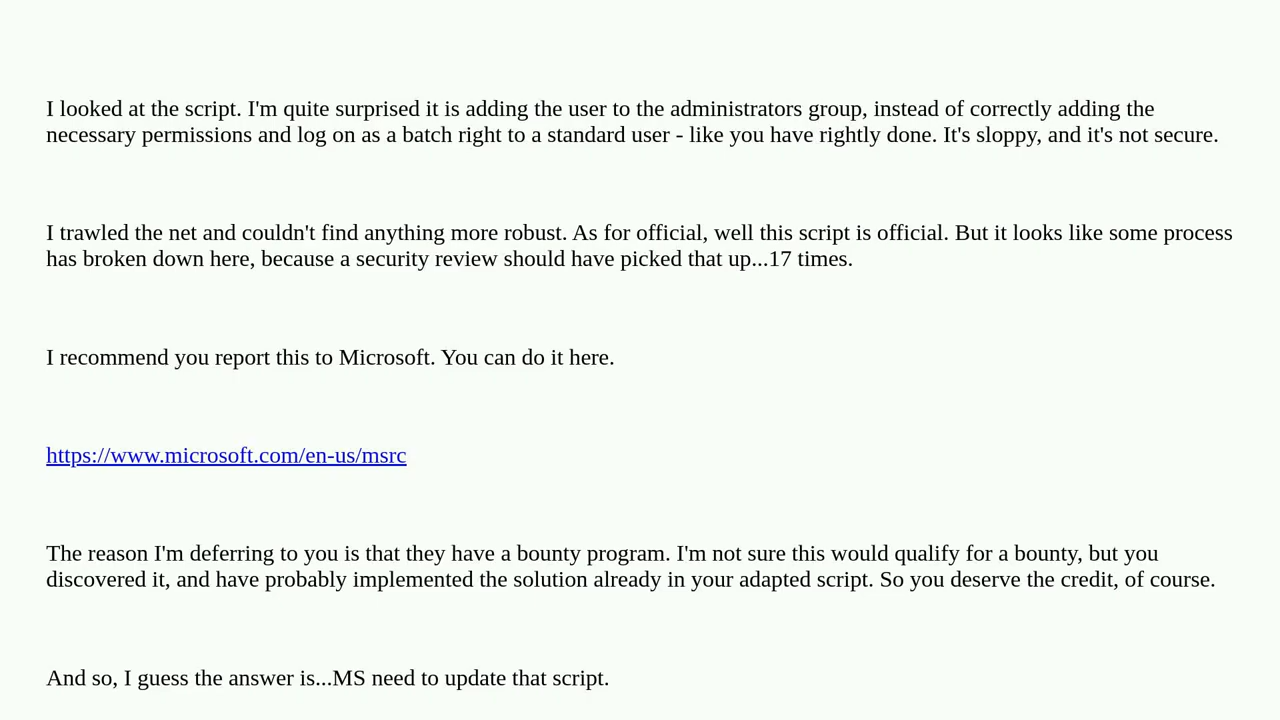 I looked at the script. I'm quite surprised it is adding the user to the administrators group, instead of correctly adding the
necessary permissions and log on as a batch right to a standard user - like you have rightly done. It's sloppy, and it's not secure.
I trawled the net and couldn't find anything more robust. As for official, well this script is official. But it looks like some process
has broken down here, because a security review should have picked that up...17 times.
I recommend you report this to Microsoft. You can do it here.
https://www.microsoft.com/en-us/msrc
The reason I'm deferring to you is that they have a bounty program. I'm not sure this would qualify for a bounty, but you
discovered it, and have probably implemented the solution already in your adapted script. So you deserve the credit, of course.
And so, I guess the answer is...MS need to update that script.